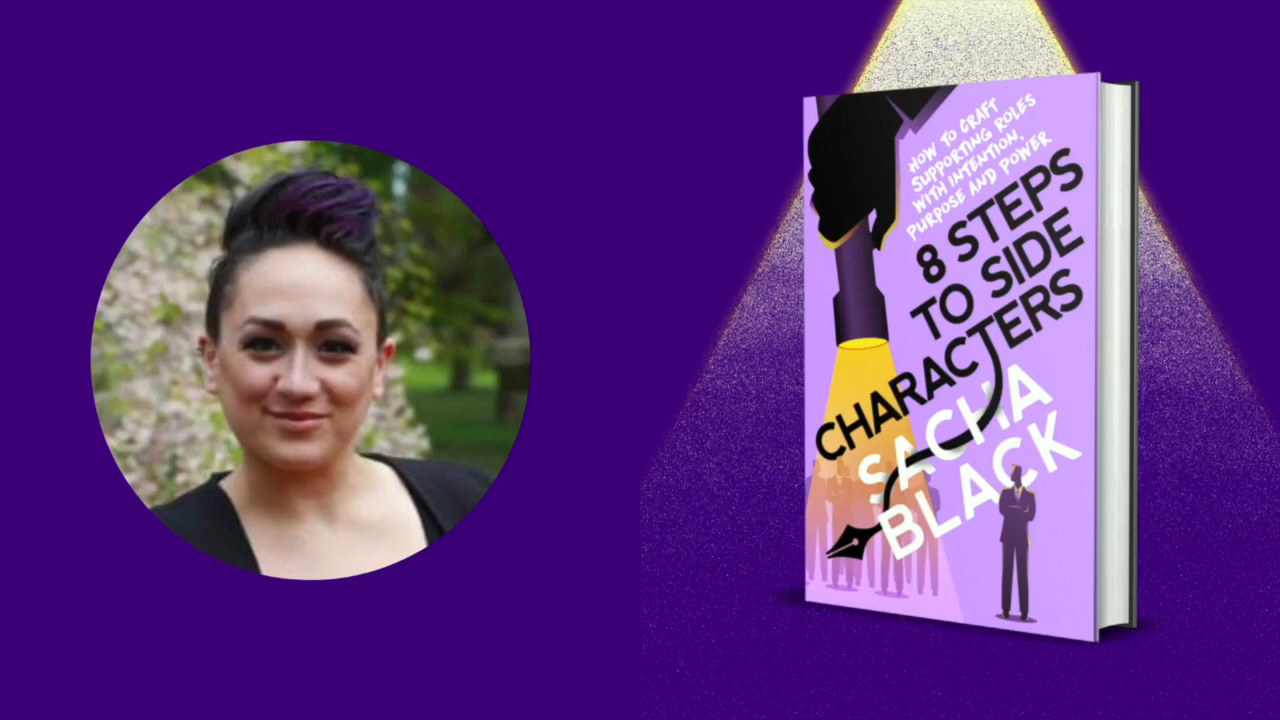 HOW TO CRAFT
SUPPORTING ROLES
WITH INTENTION,
PURPOSE AND POWER
8 STEPS
TO SIDE
CHARACTERS
SACHA
BLACK